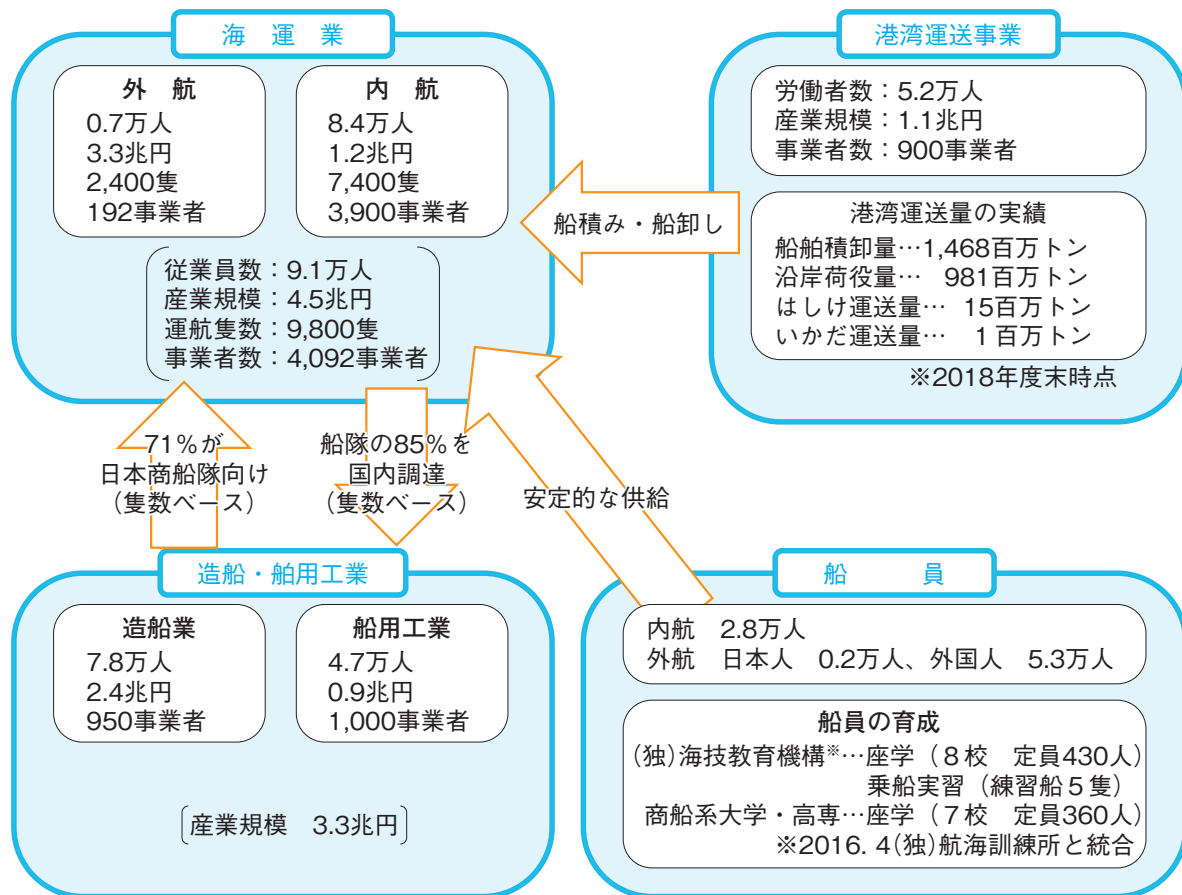 海運業
外航
0.7万人
3.3兆円
2,400隻
192事業者
内航
8.4万人
1.2兆円
7,400隻
3,900事業者
従業員数：9.1万人
産業規模：4.5兆円
運航隻数：9,800隻
事業者数：4,092事業者
港湾運送事業
労働者数：5.2万人
産業規模：1.1兆円
事業者数：900事業者
港湾運送量の実績
船舶積卸量…1,468百万トン
沿岸荷役量… 981百万トン
はしけ運送量… 15百万トン
いかだ運送量… 1百万トン
※2018年度末時点
船積み・船卸し
71％が
日本商船隊向け
（隻数ベース）
船隊の85％を
国内調達
（隻数ベース）
安定的な供給
造船・舶用工業
造船業
7.8万人
2.4兆円
950事業者
舶用工業
4.7万人
0.9兆円
1,000事業者
産業規模 3.3兆円
船員
内航 2.8万人
外航 日本人 0.2万人、外国人 5.3万人
船員の育成
(独)海技教育機構※…座学（8校 定員430人）
乗船実習（練習船5隻）
商船系大学・高専…座学（7校 定員360人）
※2016. 4(独)航海訓練所と統合